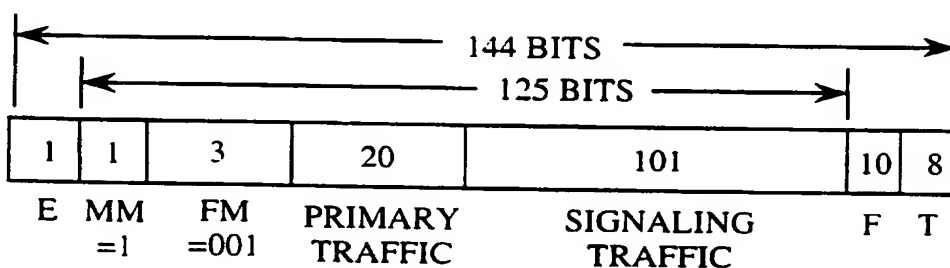 144 BITS
125 BITS
1 1 3 20 101 10 8
E MM FM PRIMARY SIGNALING F T
=1 =001 TRAFFIC TRAFFIC